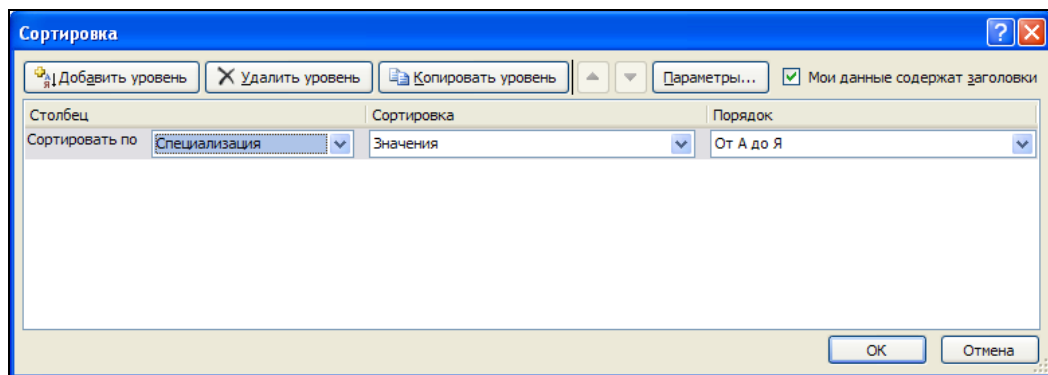 Сортировка
Добавить уровень Удалить уровень Копировать уровень Параметры... Мои данные содержат заголовки
Столбец Сортировка Порядок
Сортировать по Специализация Значения От А до Я
ОК Отмена